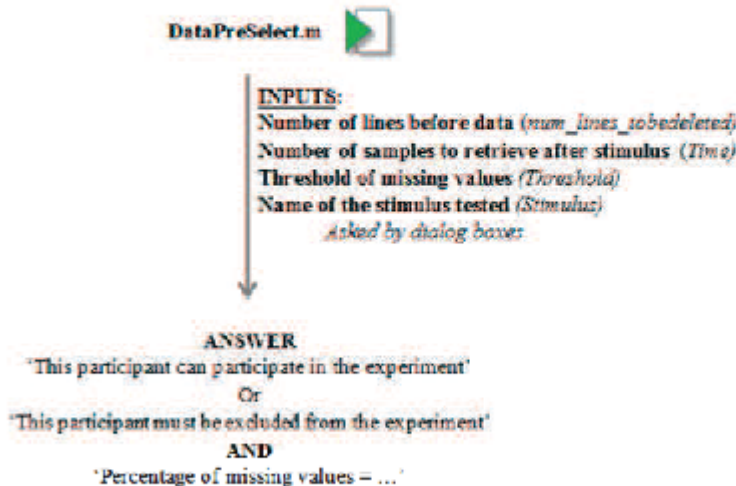 DataPreSelect.m
INPUTS:
Number of lines before data (num_lines_tobedeleted)
Number of samples to retrieve after stimulus (Time)
Threshold of missing values (Threshold)
Name of the stimulus tested (Stimulus)
Asked by dialog boxes
ANSWER
'This participant can participate in the experiment'
Or
'This participant must be excluded from the experiment'
AND
'Percentage of missing values = ...'